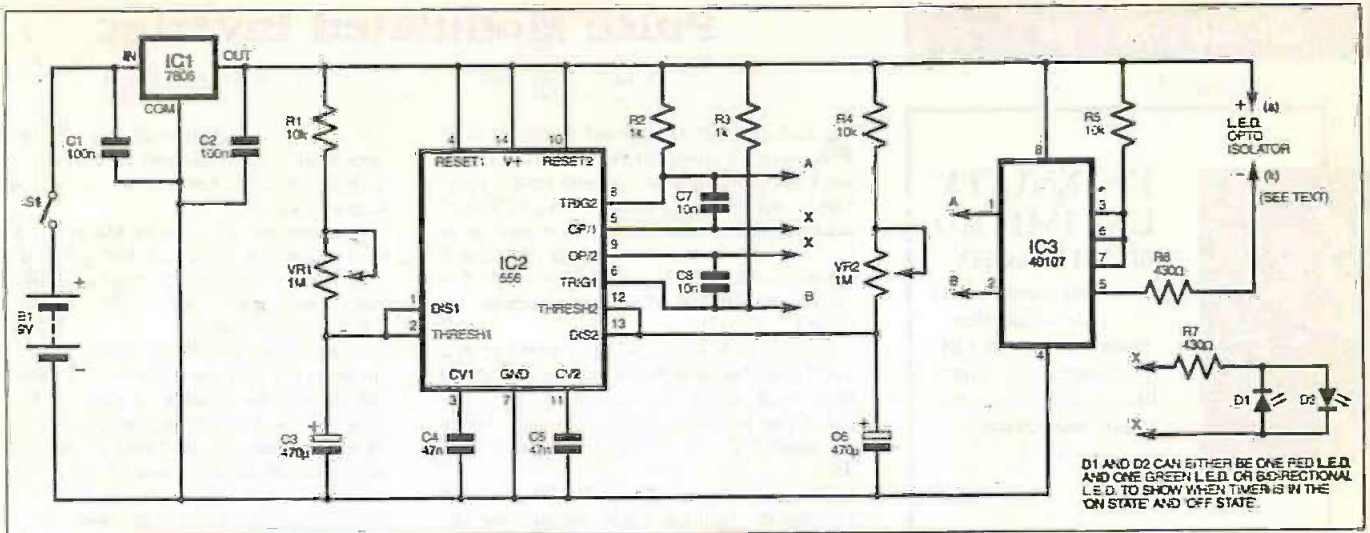 IN
OUT
IC1
COM
C1
100n
C2
100n
S1
B1
9V
+
-
R1
10k
VR1
1M
C3
470µ
+
4
14
10
RESET1 V+ RESET2
TRIG2
OP/1
5
OP/2
9
TRIG1
6
THRESH2
12
DIS2
13
IC2
1
DIS1
2
THRESH1
CV1 GND CV2
3
7
11
C4
47n
C5
47n
R2
1k
R3
1k
C7
10n
C8
10n
A
X
X
B
R4
10k
VR2
1M
C6
470µ
+
8
R5
10k
A
1
B
2
IC3
40107
3
6
7
5
4
R6
430Ω
+ (a)
L.E.D.
OPTO
ISOLATOR
- (b)
(SEE TEXT)
R7
430Ω
X
X
D1
D2
D1 AND D2 CAN EITHER BE ONE RED L.E.D.
AND ONE GREEN L.E.D. OR BIDIRECTIONAL
L.E.D. TO SHOW WHEN TIMER IS IN THE
'ON STATE' AND 'OFF STATE'.